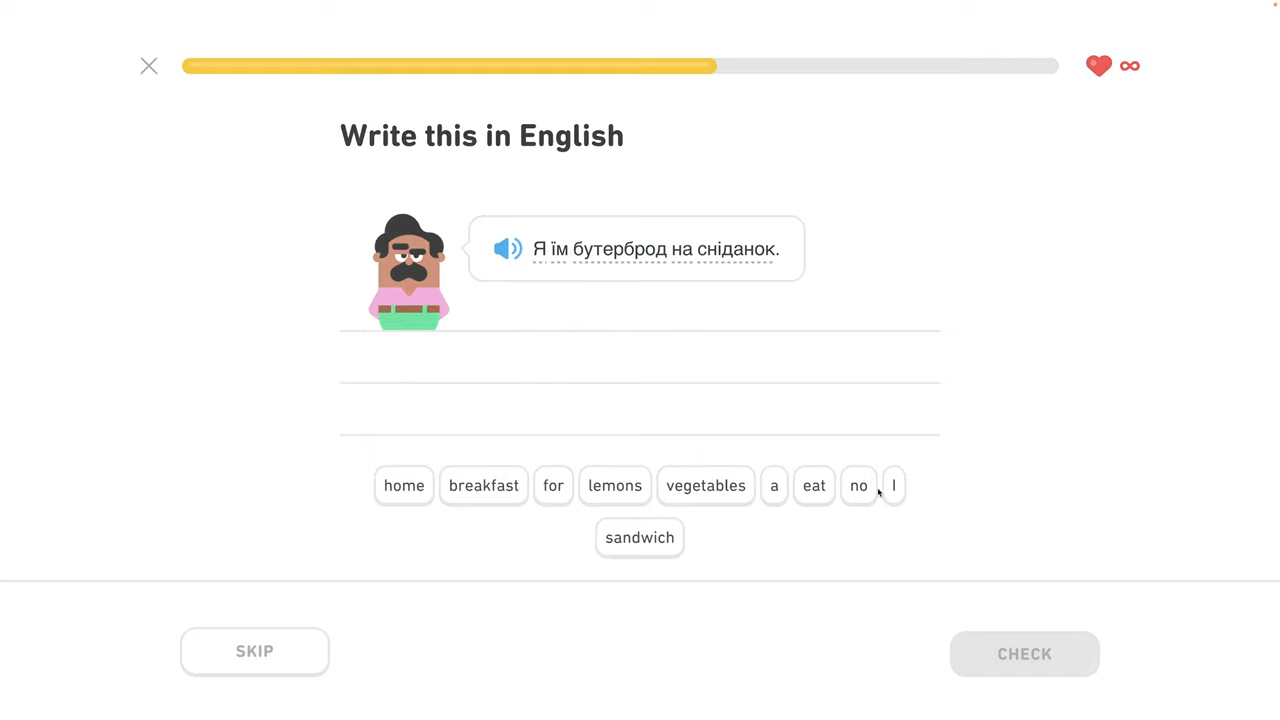 Write this in English
Я їм бутерброд на сніданок.
home breakfast for lemons vegetables a eat no I
sandwich
SKIP CHECK